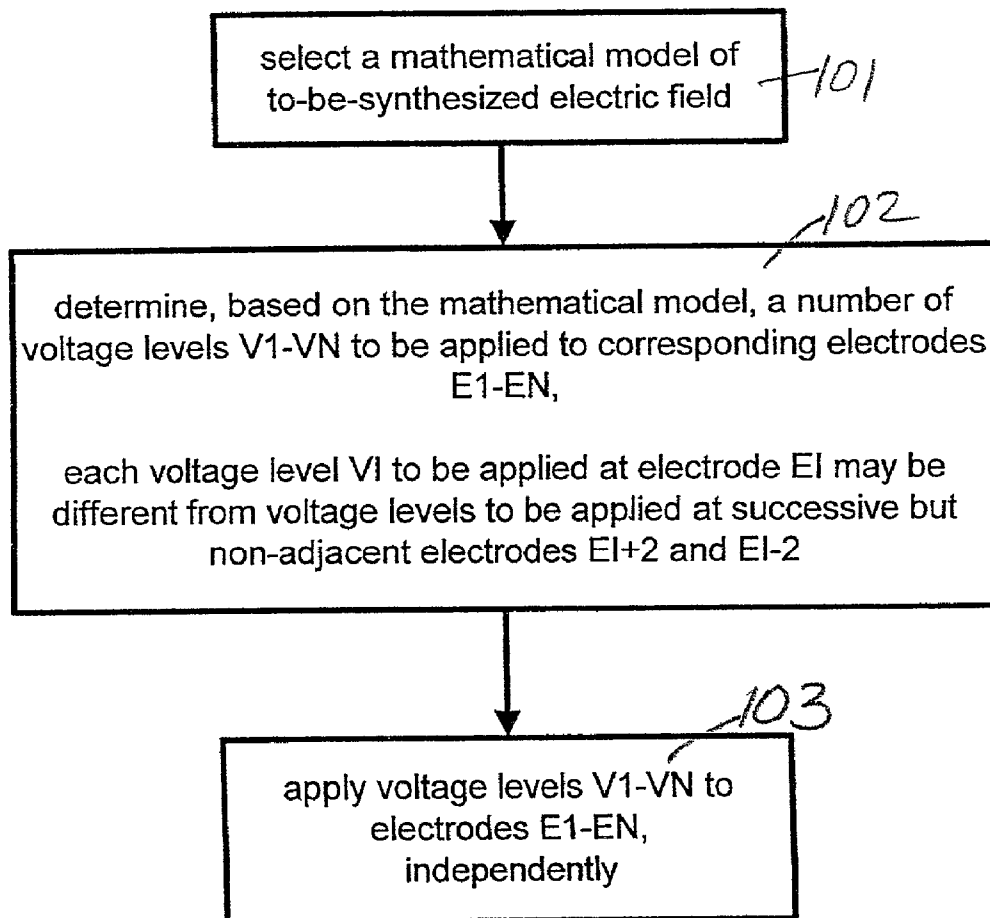 select a mathematical model of
to-be-synthesized electric field
101
102
determine, based on the mathematical model, a number of
voltage levels V1-VN to be applied to corresponding electrodes
E1-EN,
each voltage level VI to be applied at electrode EI may be
different from voltage levels to be applied at successive but
non-adjacent electrodes EI+2 and EI-2
103
apply voltage levels V1-VN to
electrodes E1-EN,
independently